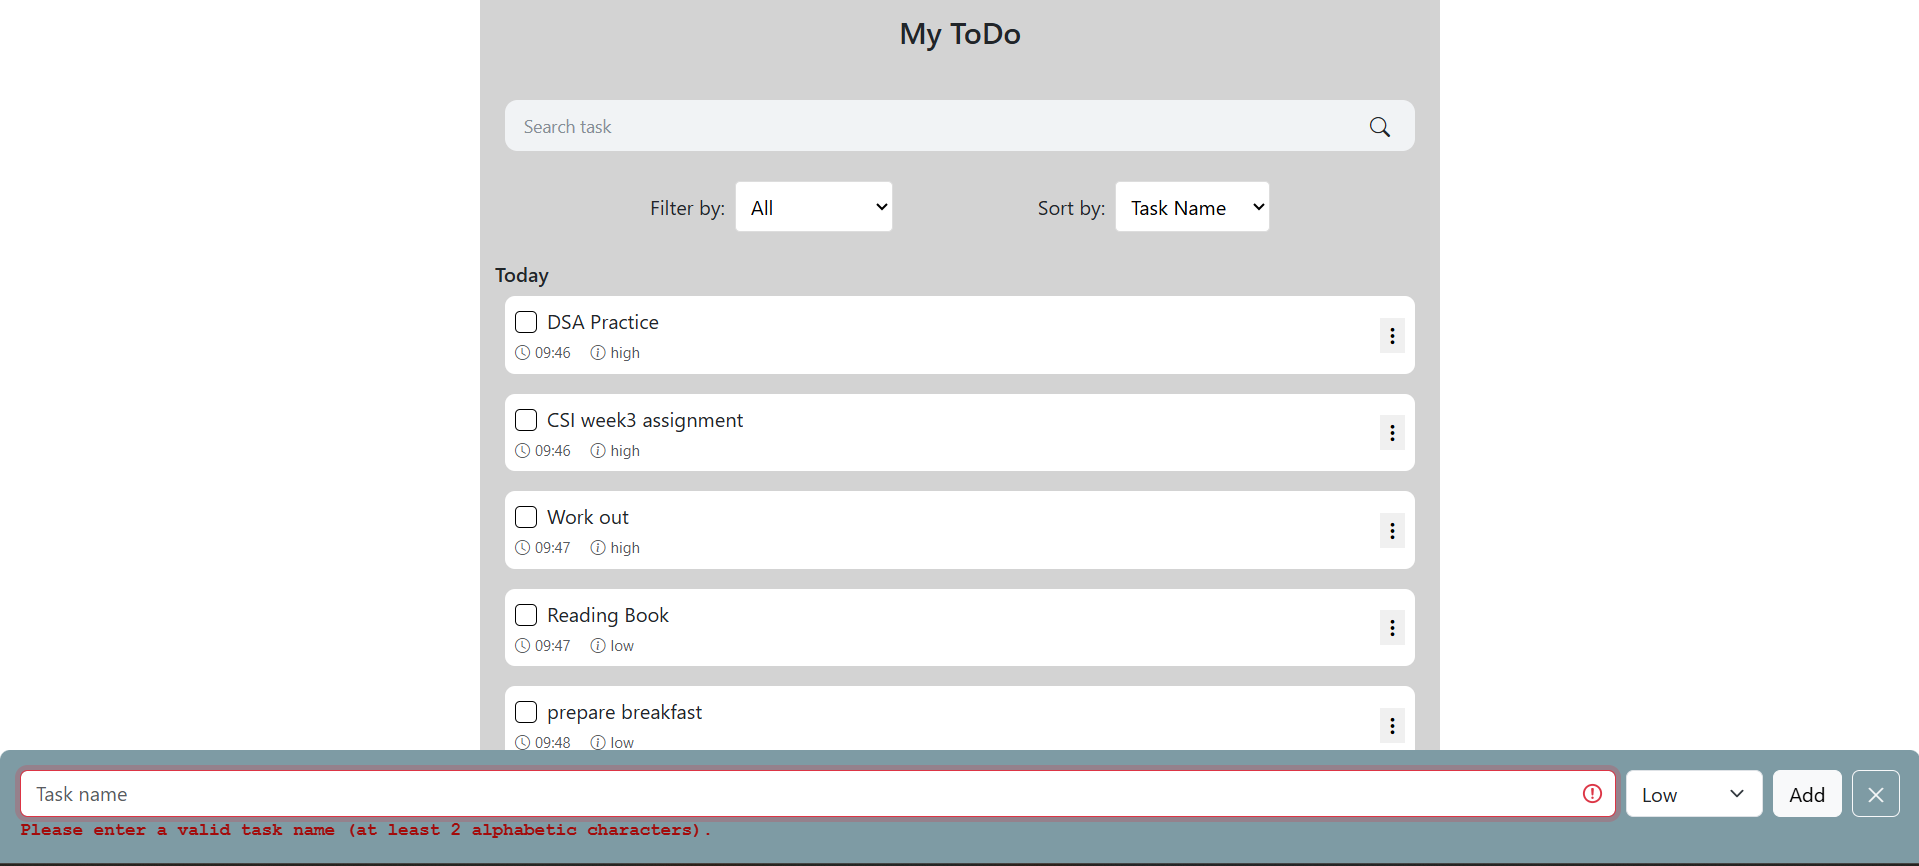 My ToDo
Search task
Filter by: All Sort by: Task Name
Today
DSA Practice
09:46 high
CSI week3 assignment
09:46 high
Work out
09:47 high
Reading Book
09:47 low
prepare breakfast
09:48 low
Task name Low Add
Please enter a valid task name (at least 2 alphabetic characters).